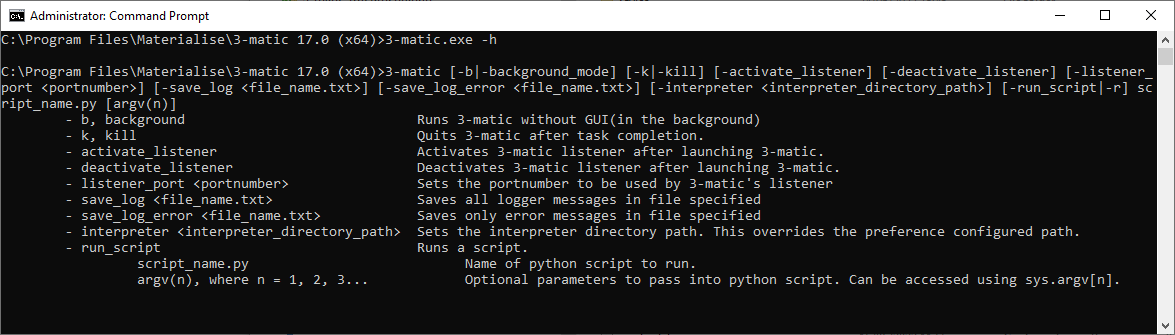 Administrator: Command Prompt
C:\Program Files\Materialise\3-matic 17.0 (x64)>3-matic.exe -h
C:\Program Files\Materialise\3-matic 17.0 (x64)>3-matic [-b|-background_mode] [-k|-kill] [-activate_listener] [-deactivate_listener] [-listener_
port <portnumber>] [-save_log <file_name.txt>] [-save_log_error <file_name.txt>] [-interpreter <interpreter_directory_path>] [-run_script|-r] sc
ript_name.py [argv(n)]
- b, background Runs 3-matic without GUI(in the background)
- k, kill Quits 3-matic after task completion.
- activate_listener Activates 3-matic listener after launching 3-matic.
- deactivate_listener Deactivates 3-matic listener after launching 3-matic.
- listener_port <portnumber> Sets the portnumber to be used by 3-matic's listener
- save_log <file_name.txt> Saves all logger messages in file specified
- save_log_error <file_name.txt> Saves only error messages in file specified
- interpreter <interpreter_directory_path> Sets the interpreter directory path. This overrides the preference configured path.
- run_script Runs a script.
script_name.py Name of python script to run.
argv(n), where n = 1, 2, 3... Optional parameters to pass into python script. Can be accessed using sys.argv[n].